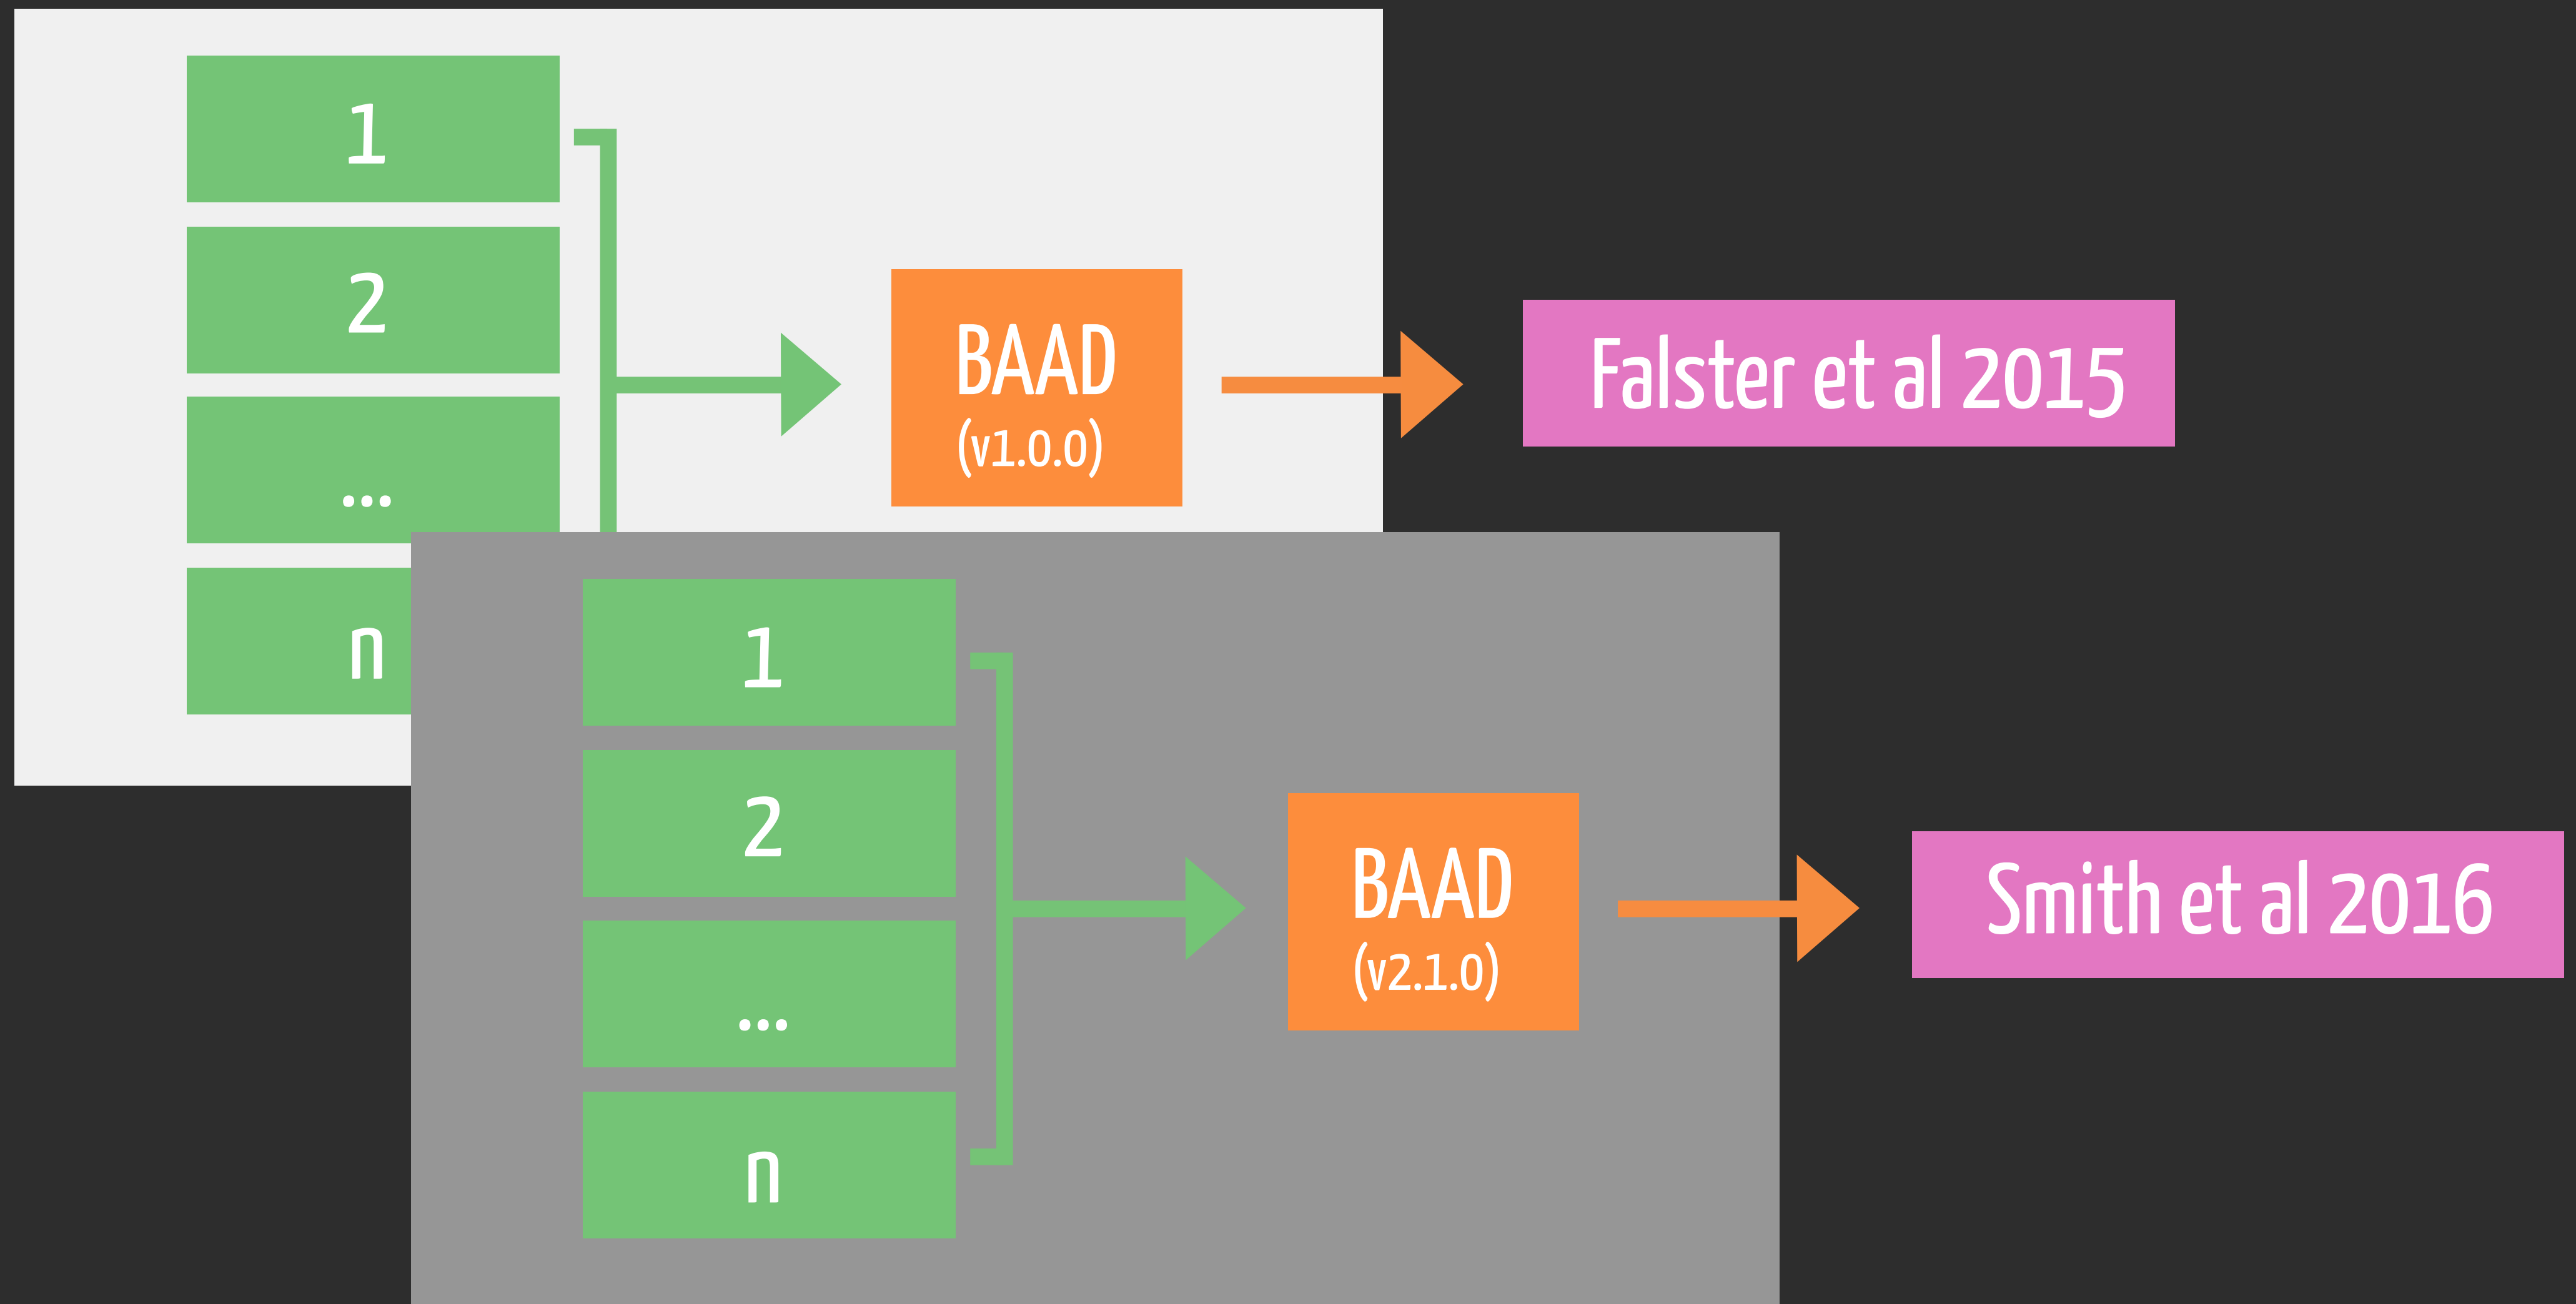 1
2
...
n
BAAD
(v1.0.0)
Falster et al 2015
1
2
...
n
BAAD
(v2.1.0)
Smith et al 2016